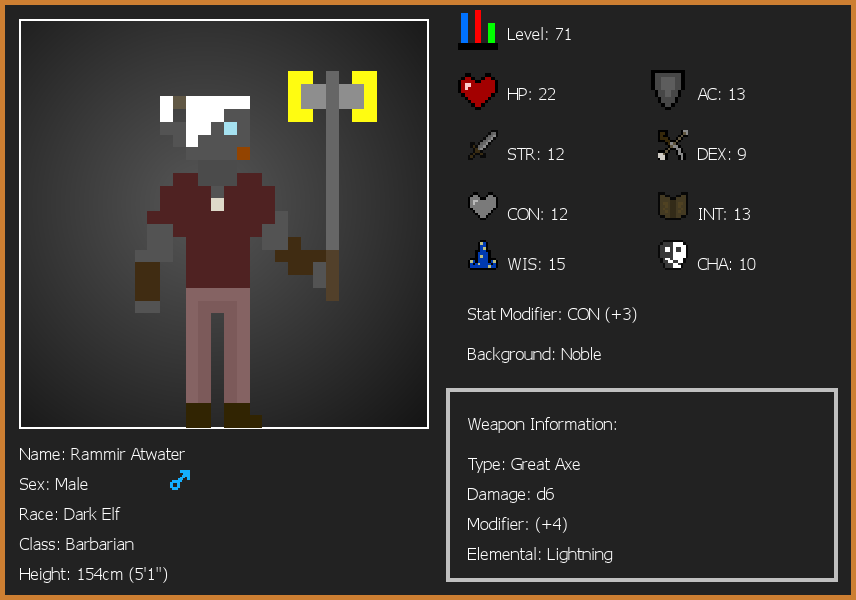 Level: 71
HP: 22
AC: 13
STR: 12
DEX: 9
CON: 12
INT: 13
WIS: 15
CHA: 10
Stat Modifier: CON (+3)
Background: Noble
Weapon Information:
Type: Great Axe
Damage: d6
Modifier: (+4)
Elemental: Lightning
Name: Rammir Atwater
Sex: Male
Race: Dark Elf
Class: Barbarian
Height: 154cm (5'1")